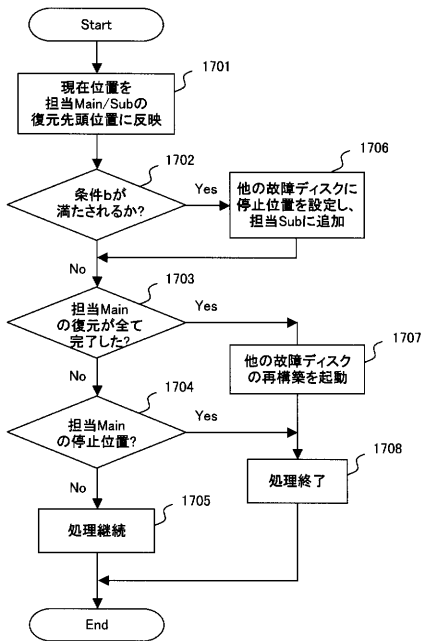 Start
1701
現在位置を
担当Main/Subの
復元先頭位置に反映
1702
条件bが
満たされるか?
Yes
1706
他の故障ディスクに
停止位置を設定し、
担当Subに追加
No
1703
担当Main
の復元が全て
完了した?
Yes
1707
他の故障ディスク
の再構築を起動
No
1704
担当Main
の停止位置?
Yes
1708
処理終了
No
1705
処理継続
End